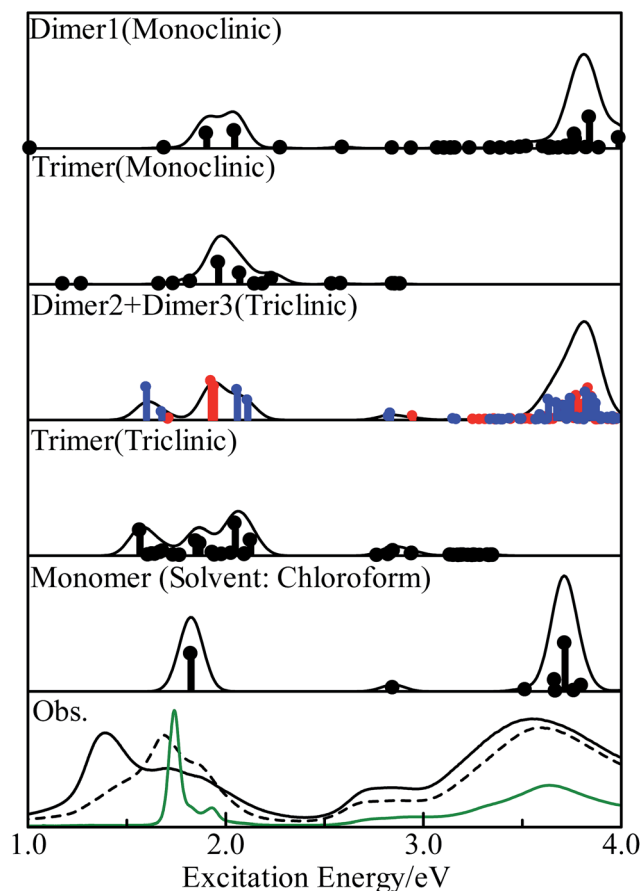 Dimer1(Monoclinic)
Trimer(Monoclinic)
Dimer2+Dimer3(Triclinic)
Trimer(Triclinic)
Monomer (Solvent: Chloroform)
Obs.
1.0 2.0 3.0 4.0
Excitation Energy/eV